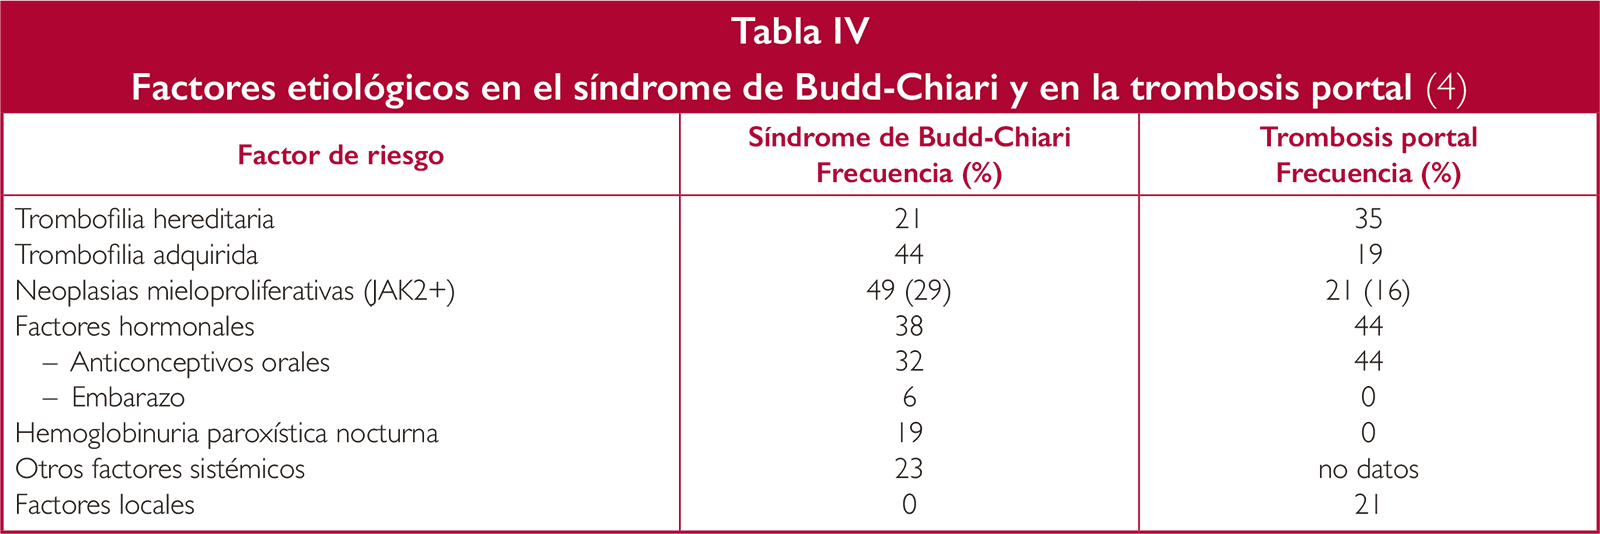 Tabla IV
Factores etiológicos en el síndrome de Budd-Chiari y en la trombosis portal (4)
Factor de riesgo
Síndrome de Budd-Chiari
Frecuencia (%)
Trombosis portal
Frecuencia (%)
Trombofilia hereditaria 21 35
Trombofilia adquirida 44 19
Neoplasias mieloproliferativas (JAK2+) 49 (29) 21 (16)
Factores hormonales 38 44
– Anticonceptivos orales 32 44
– Embarazo 6 0
Hemoglobinuria paroxística nocturna 19 0
Otros factores sistémicos 23 no datos
Factores locales 0 21